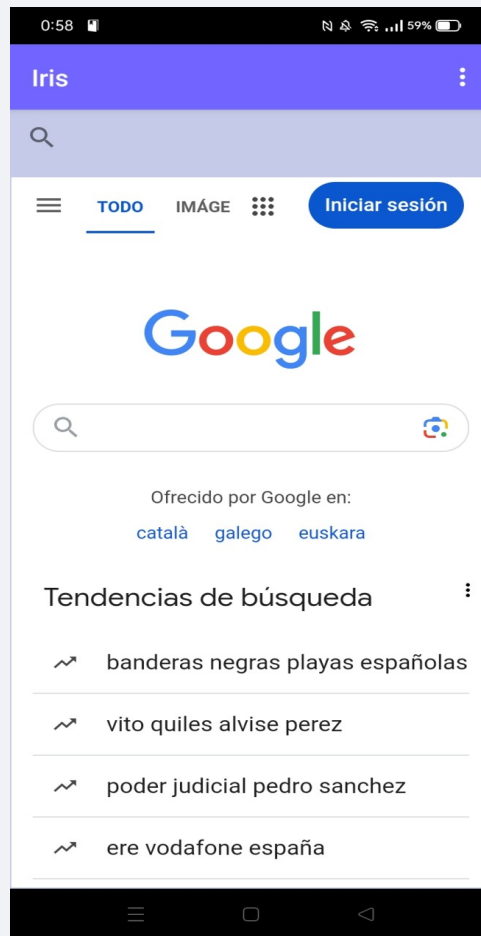 0:58
59%
Iris
TODO IMÁGE Iniciar sesión
Google
Ofrecido por Google en:
català galego euskara
Tendencias de búsqueda
banderas negras playas españolas
vito quiles alvise perez
poder judicial pedro sanchez
ere vodafone españa